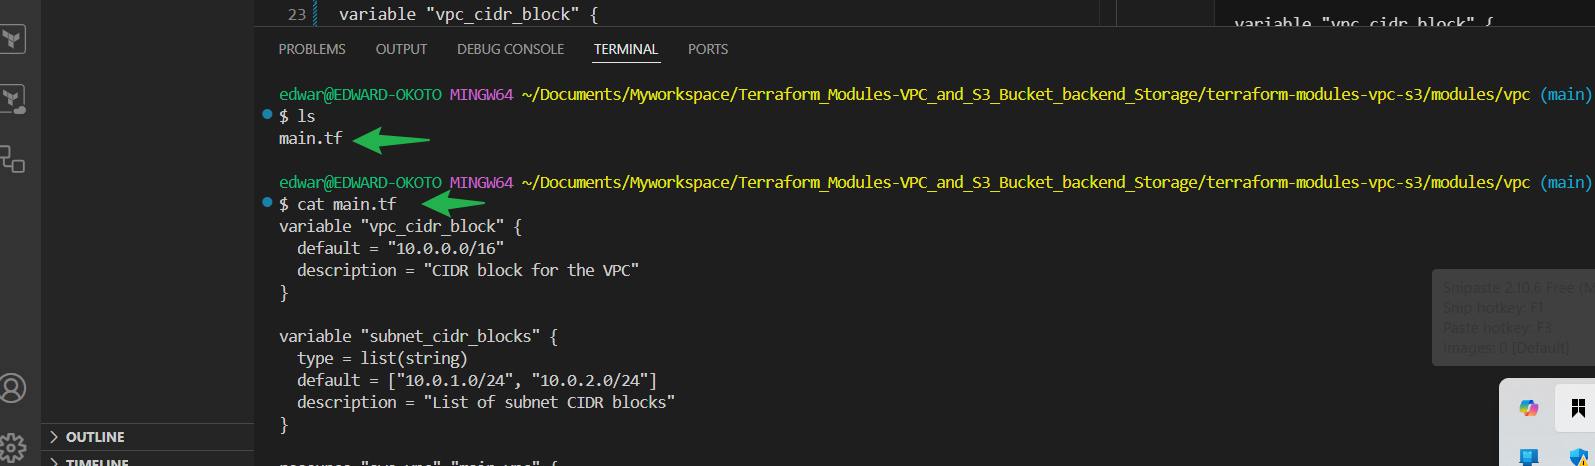 23 variable "vpc_cidr_block" {
variable "vpc_cidr_block" {
PROBLEMS OUTPUT DEBUG CONSOLE TERMINAL PORTS
edwar@EDWARD-OKOTO MINGW64 ~/Documents/Myworkspace/Terraform_Modules-VPC_and_S3_Bucket_backend_Storage/terraform-modules-vpc-s3/modules/vpc (main)
$ ls
main.tf
edwar@EDWARD-OKOTO MINGW64 ~/Documents/Myworkspace/Terraform_Modules-VPC_and_S3_Bucket_backend_Storage/terraform-modules-vpc-s3/modules/vpc (main)
$ cat main.tf
variable "vpc_cidr_block" {
default = "10.0.0.0/16"
description = "CIDR block for the VPC"
}
variable "subnet_cidr_blocks" {
type = list(string)
default = ["10.0.1.0/24", "10.0.2.0/24"]
description = "List of subnet CIDR blocks"
}
resource "aws_vpc" "main_vpc" {
Snipaste 2.10.6 Free (M
Snip hotkey: F1
Paste hotkey: F3
Images: 0 [Default]
OUTLINE
TIMELINE